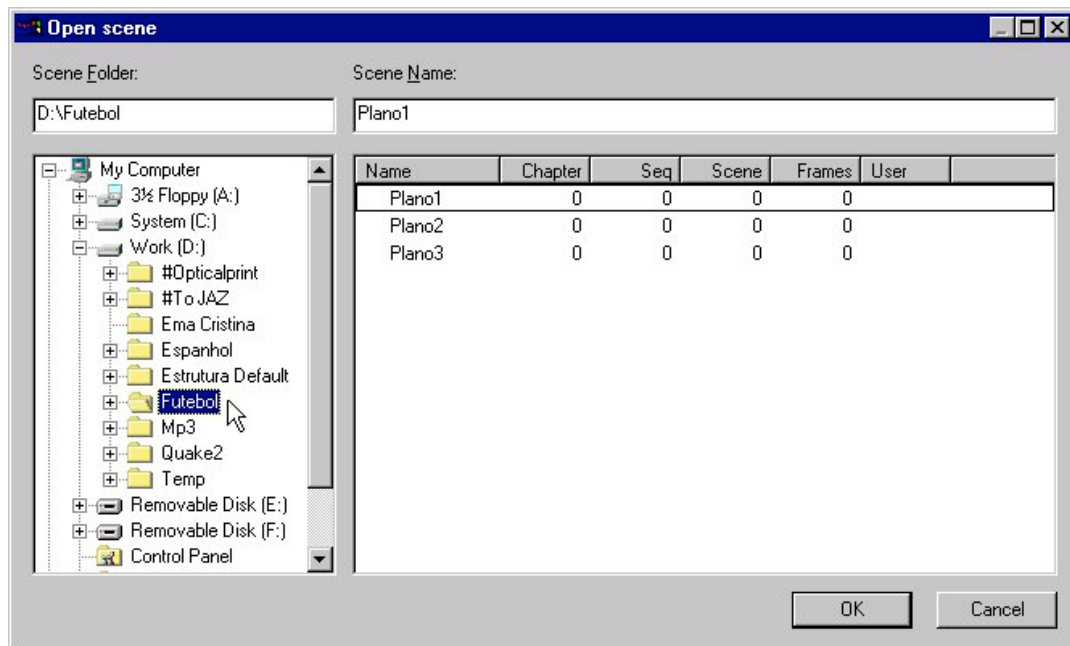 Open scene
Scene Folder:
Scene Name:
D:\Futebol
Plano1
My Computer
3½ Floppy (A:)
System (C:)
Work (D:)
#Opticalprint
#To JAZ
Ema Cristina
Espanhol
Estrutura Default
Futebol
Mp3
Quake2
Temp
Removable Disk (E:)
Removable Disk (F:)
Control Panel
Name Chapter Seq Scene Frames User
Plano1 0 0 0 0
Plano2 0 0 0 0
Plano3 0 0 0 0
OK Cancel